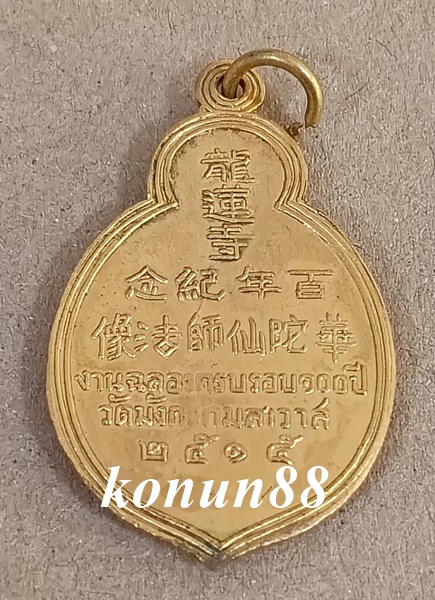 龍蓮寺
百年紀念
華陀仙師法像
งานฉลองครบรอบ๑๐๐ปี
วัดมังกรกมลาวาส
๒๕๑๕
konun88